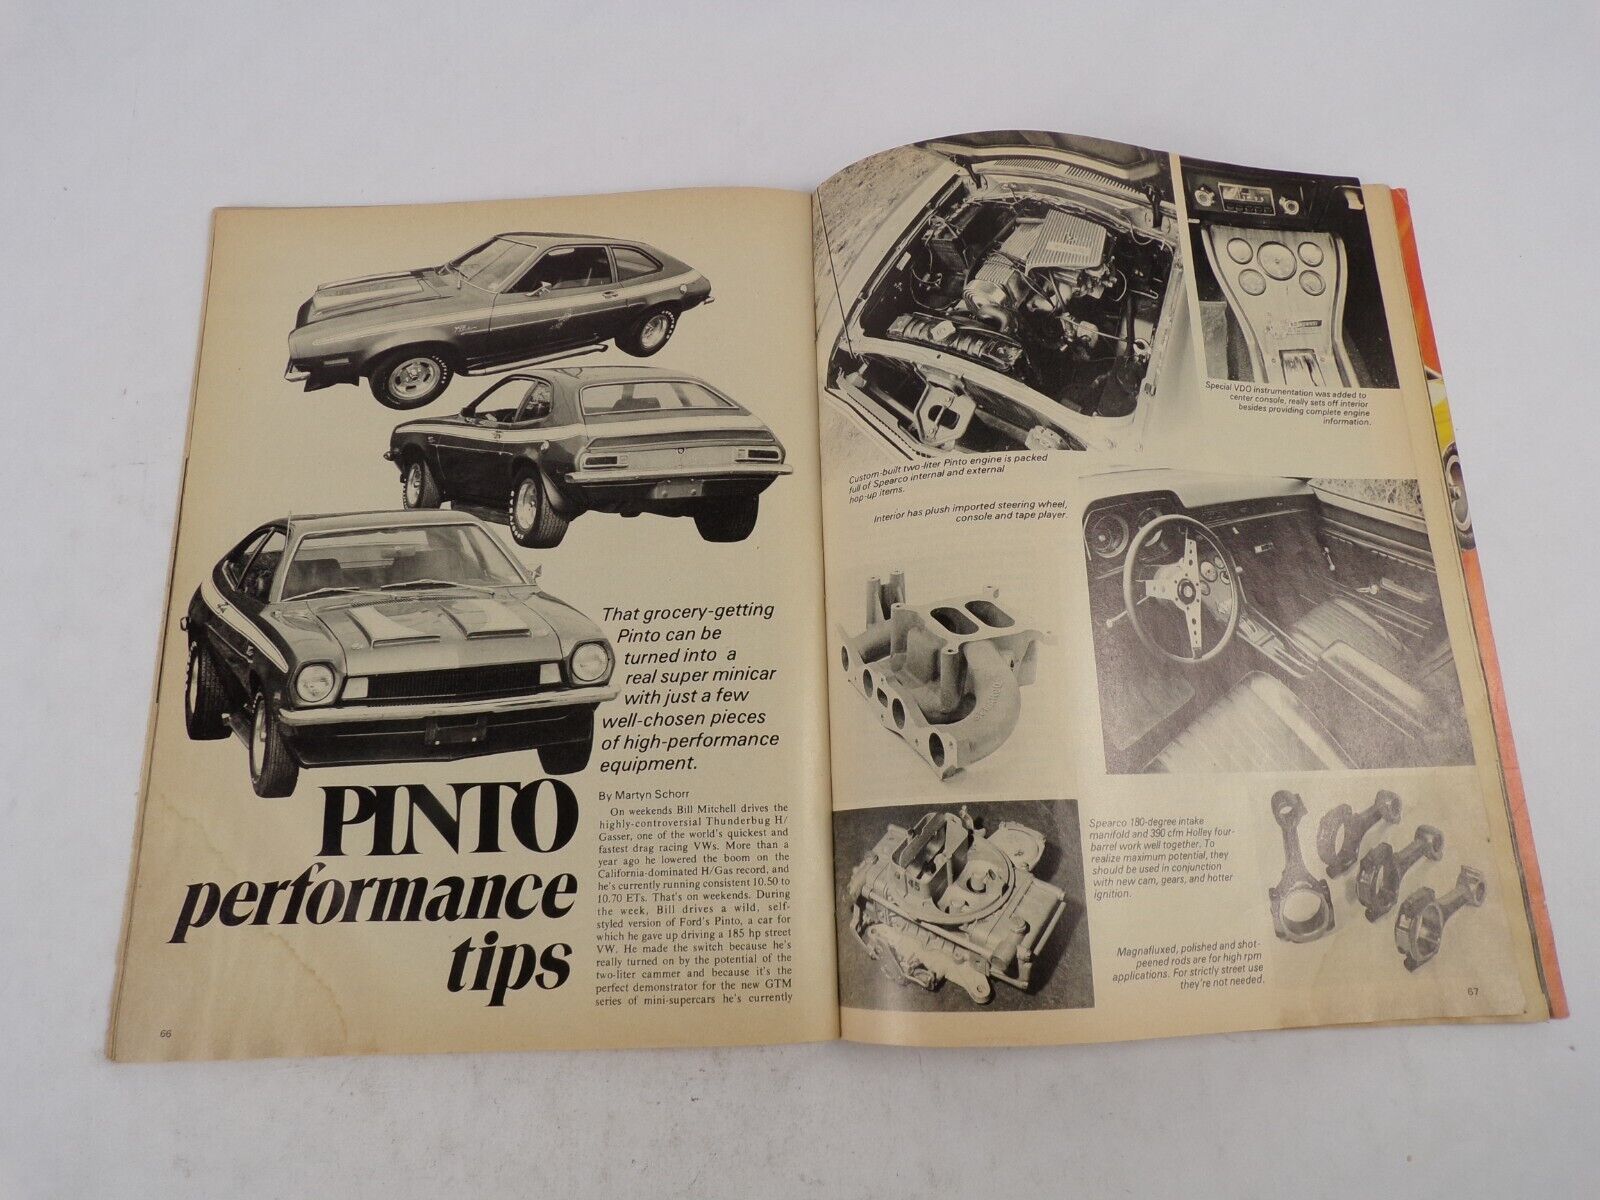 That grocery-getting
Pinto can be
turned into a
real super minicar
with just a few
well-chosen pieces
of high-performance
equipment.
PINTO
performance
tips
By Martyn Schorr
On weekends Bill Mitchell drives the
highly-controversial Thunderbug H/
Gasser, one of the world's quickest and
fastest drag racing VWs. More than a
year ago he lowered the boom on the
California-dominated H/Gas record, and
he's currently running consistent 10.50 to
10.70 ETs. That's on weekends. During
the week, Bill drives a wild, self-
styled version of Ford's Pinto, a car for
which he gave up driving a 185 hp street
VW. He made the switch because he's
really turned on by the potential of the
two-liter cammer and because it's the
perfect demonstrator for the new GTM
series of mini-supercars he's currently
66
Special VDO instrumentation was added to
center console, really sets off interior
besides providing complete engine
information.
Custom-built two-liter Pinto engine is packed
full of Spearco internal and external
hop-up items.
Interior has plush imported steering wheel,
console and tape player.
SPEARCO
Spearco 180-degree intake
manifold and 390 cfm Holley four-
barrel work well together. To
realize maximum potential, they
should be used in conjunction
with new cam, gears, and hotter
ignition.
Magnafluxed, polished and shot-
peened rods are for high rpm
applications. For strictly street use
they're not needed.
67